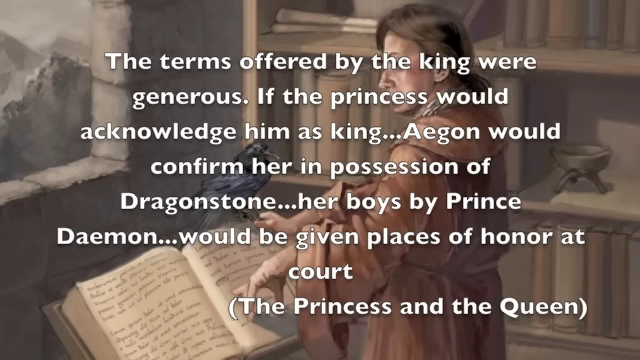 The terms offered by the king were
generous. If the princess would
acknowledge him as king...Aegon would
confirm her in possession of
Dragonstone...her boys by Prince
Daemon...would be given places of honor at
court
(The Princess and the Queen)